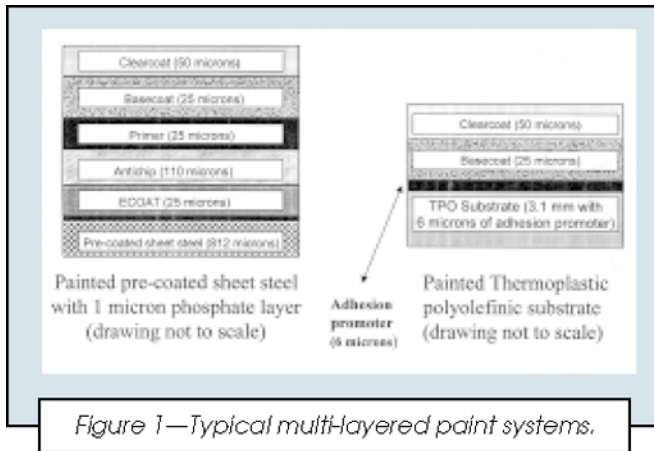 Clearcoat (50 microns)
Basecoat (25 microns)
Primer (25 microns)
Antichip (110 microns)
ECOAT (25 microns)
Pre-coated sheet steel (812 microns)
Painted pre-coated sheet steel
with 1 micron phosphate layer
(drawing not to scale)
Clearcoat (50 microns)
Basecoat (25 microns)
TPO Substrate (3.1 mm with
6 microns of adhesion promoter)
Adhesion
promoter
(6 microns)
Painted Thermoplastic
polyolefinic substrate
(drawing not to scale)
Figure 1—Typical multi-layered paint systems.